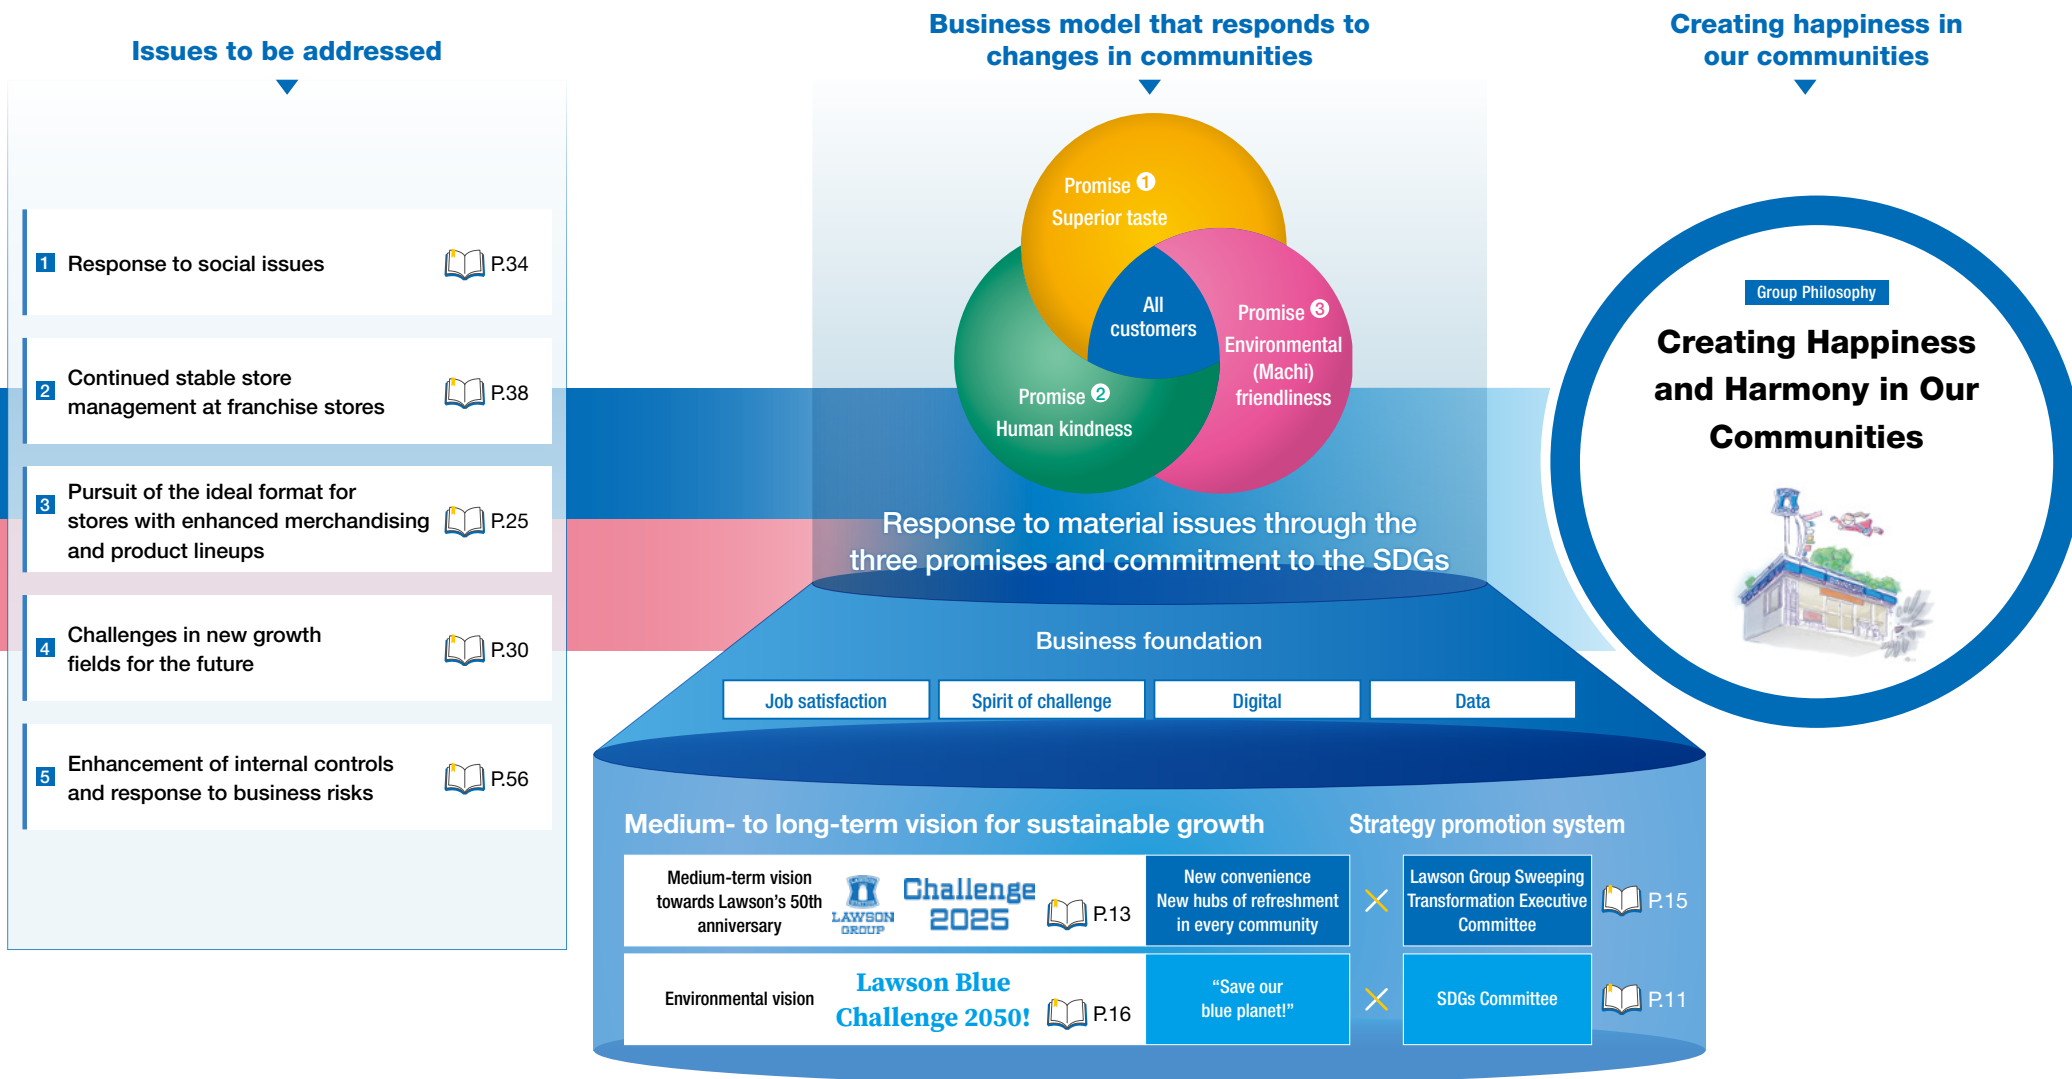 Issues to be addressed
1 Response to social issues P.34
2 Continued stable store
management at franchise stores P.38
3 Pursuit of the ideal format for
stores with enhanced merchandising P.25
and product lineups
4 Challenges in new growth
fields for the future P.30
5 Enhancement of internal controls
and response to business risks P.56
Business model that responds to
changes in communities
Promise 1
Superior taste
All
customers
Promise 3
Environmental
(Machi)
friendliness
Promise 2
Human kindness
Response to material issues through the
three promises and commitment to the SDGs
Business foundation
Job satisfaction
Spirit of challenge
Digital
Data
Medium- to long-term vision for sustainable growth
Strategy promotion system
Medium-term vision
towards Lawson's 50th
anniversary
LAWSON
GROUP
Challenge
2025
P.13
New convenience
New hubs of refreshment
in every community
Lawson Group Sweeping
Transformation Executive
Committee
P.15
Environmental vision
Lawson Blue
Challenge 2050!
P.16
“Save our
blue planet!”
SDGs Committee
P.11
Creating happiness in
our communities
Group Philosophy
Creating Happiness
and Harmony in Our
Communities